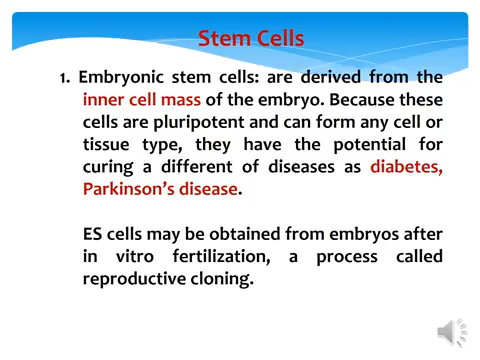 Stem Cells
1. Embryonic stem cells: are derived from the
inner cell mass of the embryo. Because these
cells are pluripotent and can form any cell or
tissue type, they have the potential for
curing a different of diseases as diabetes,
Parkinson's disease.
ES cells may be obtained from embryos after
in vitro fertilization, a process called
reproductive cloning.